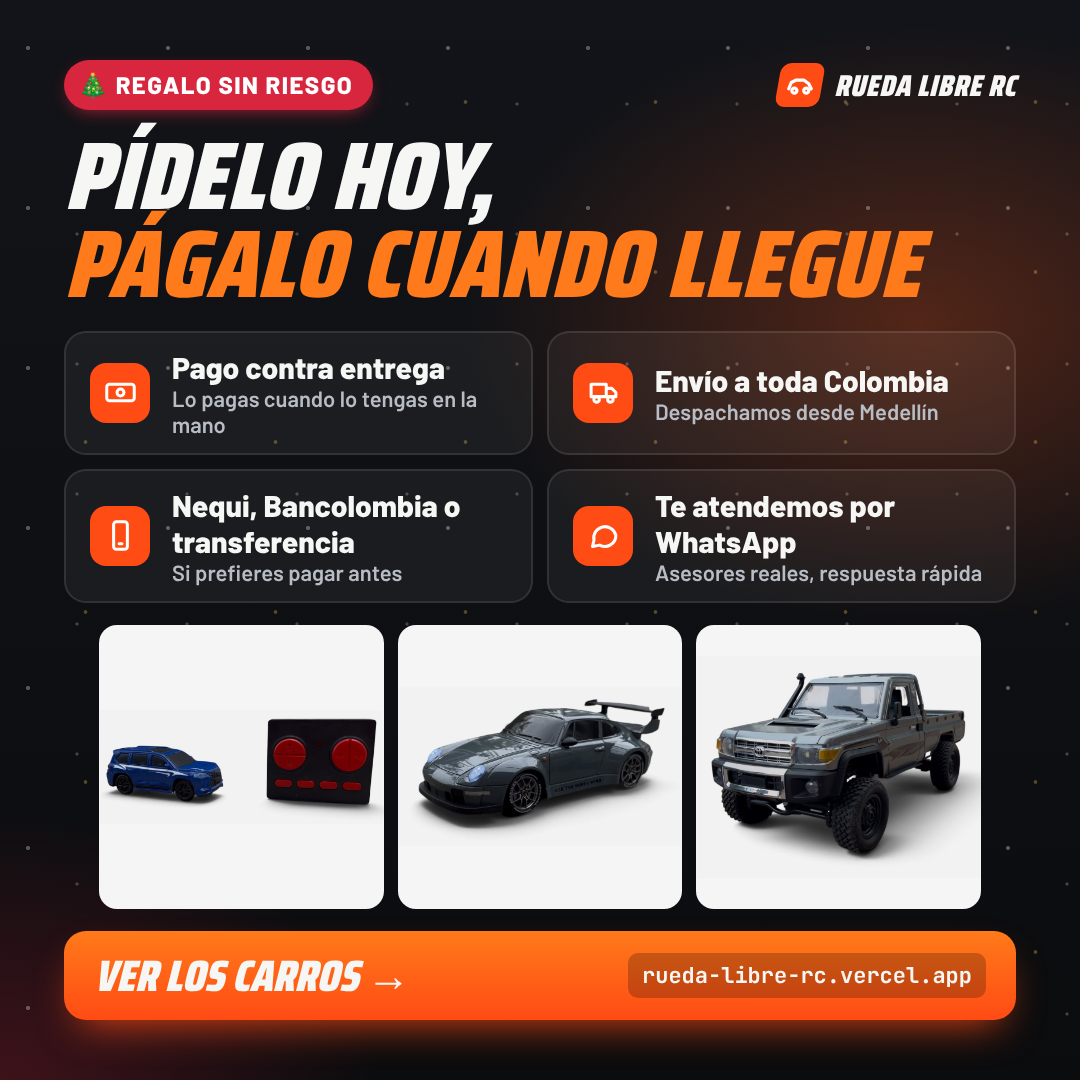 🎄 REGALO SIN RIESGO
RUEDA LIBRE RC
PÍDELO HOY,
PÁGALO CUANDO LLEGUE
Pago contra entrega
Lo pagas cuando lo tengas en la
mano
Envío a toda Colombia
Despachamos desde Medellín
Nequi, Bancolombia o
transferencia
Si prefieres pagar antes
Te atendemos por
WhatsApp
Asesores reales, respuesta rápida
VER LOS CARROS →
rueda-libre-rc.vercel.app